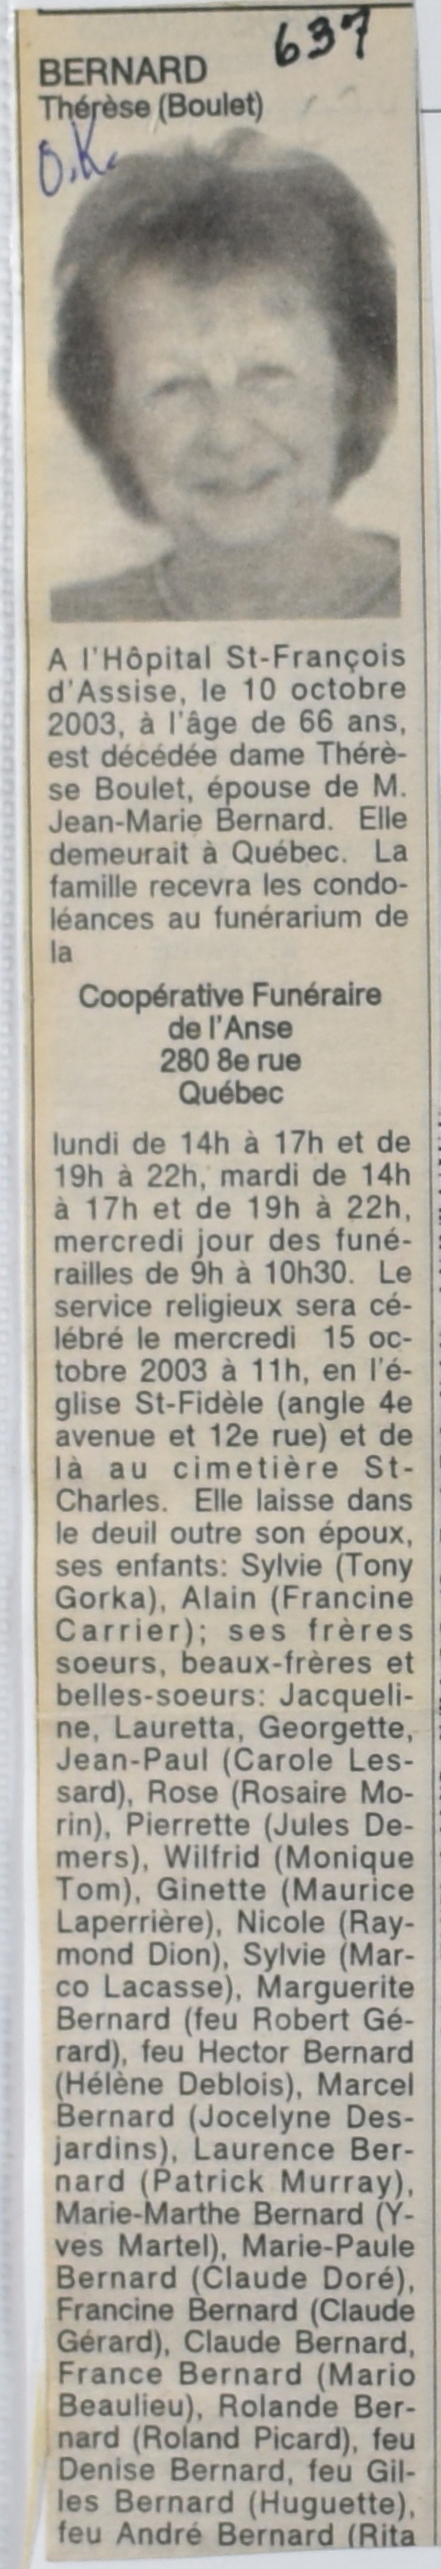 637
BERNARD
Thérèse (Boulet)
O.K.
A l'Hôpital St-François
d'Assise, le 10 octobre
2003, à l'âge de 66 ans,
est décédée dame Thérè-
se Boulet, épouse de M.
Jean-Marie Bernard. Elle
demeurait à Québec. La
famille recevra les condo-
léances au funérarium de
la
Coopérative Funéraire
de l'Anse
280 8e rue
Québec
lundi de 14h à 17h et de
19h à 22h, mardi de 14h
à 17h et de 19h à 22h,
mercredi jour des funé-
railles de 9h à 10h30. Le
service religieux sera cé-
lébré le mercredi 15 oc-
tobre 2003 à 11h, en l'é-
glise St-Fidèle (angle 4e
avenue et 12e rue) et de
là au cimetière St-
Charles. Elle laisse dans
le deuil outre son époux,
ses enfants: Sylvie (Tony
Gorka), Alain (Francine
Carrier); ses frères
soeurs, beaux-frères et
belles-soeurs: Jacqueli-
ne, Lauretta, Georgette,
Jean-Paul (Carole Les-
sard), Rose (Rosaire Mo-
rin), Pierrette (Jules De-
mers), Wilfrid (Monique
Tom), Ginette (Maurice
Laperrière), Nicole (Ray-
mond Dion), Sylvie (Mar-
co Lacasse), Marguerite
Bernard (feu Robert Gé-
rard), feu Hector Bernard
(Hélène Deblois), Marcel
Bernard (Jocelyne Des-
jardins), Laurence Ber-
nard (Patrick Murray),
Marie-Marthe Bernard (Y-
ves Martel), Marie-Paule
Bernard (Claude Doré),
Francine Bernard (Claude
Gérard), Claude Bernard,
France Bernard (Mario
Beaulieu), Rolande Ber-
nard (Roland Picard), feu
Denise Bernard, feu Gil-
les Bernard (Huguette),
feu André Bernard (Rita